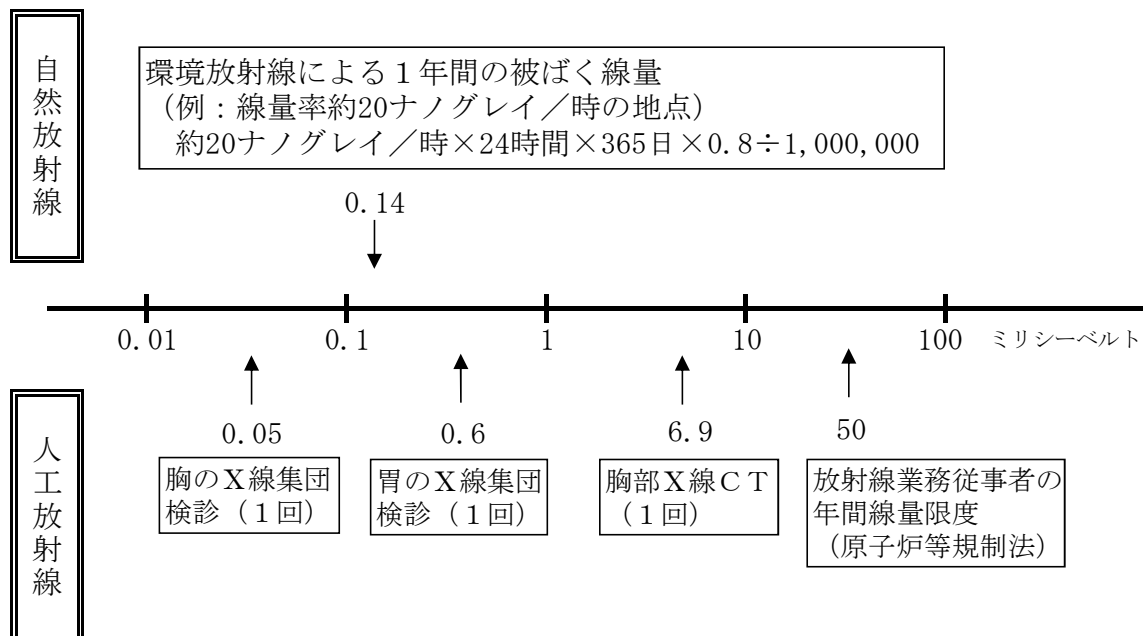 自然放射線
環境放射線による１年間の被ばく線量
（例：線量率約20ナノグレイ／時の地点）
約20ナノグレイ／時×24時間×365日×0.8÷1,000,000
0.14
0.01 0.1 1 10 100 ミリシーベルト
人工放射線
0.05
胸のＸ線集団
検診（１回）
0.6
胃のＸ線集団
検診（１回）
6.9
胸部Ｘ線ＣＴ
（１回）
50
放射線業務従事者の
年間線量限度
（原子炉等規制法）